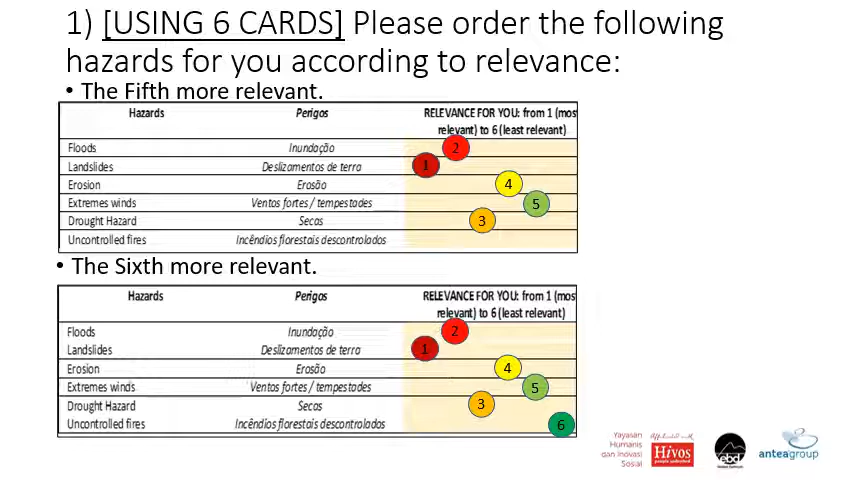 1) [USING 6 CARDS] Please order the following
hazards for you according to relevance:
• The Fifth more relevant.
Hazards Perigos RELEVANCE FOR YOU: from 1 (mos
relevant) to 6 (least relevant)
Floods Inundação 2
Landslides Deslizamentos de terra 1
Erosion Erosão 4
Extremes winds Ventos fortes / tempestades 5
Drought Hazard Secas 3
Uncontrolled fires Incêndios florestais descontrolados
• The Sixth more relevant.
Hazards Perigos RELEVANCE FOR YOU: from 1 (mos
relevant) to 6 (least relevant)
Floods Inundação 2
Landslides Deslizamentos de terra 1
Erosion Erosão 4
Extremes winds Ventos fortes / tempestades 5
Drought Hazard Secas 3
Uncontrolled fires Incêndios florestais descontrolados 6
Yayasan
Humanis
dan Inovasi
Sosial
Hivos
people unlimited
ebd
anteagroup